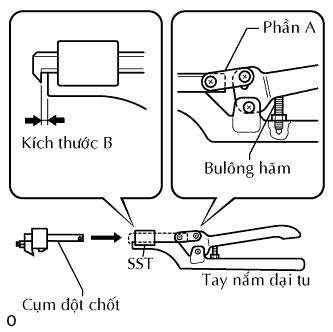 Phần A
Kích thước B
Bulông hãm
SST
Tay nắm đại tu
Cụm đột chốt
O